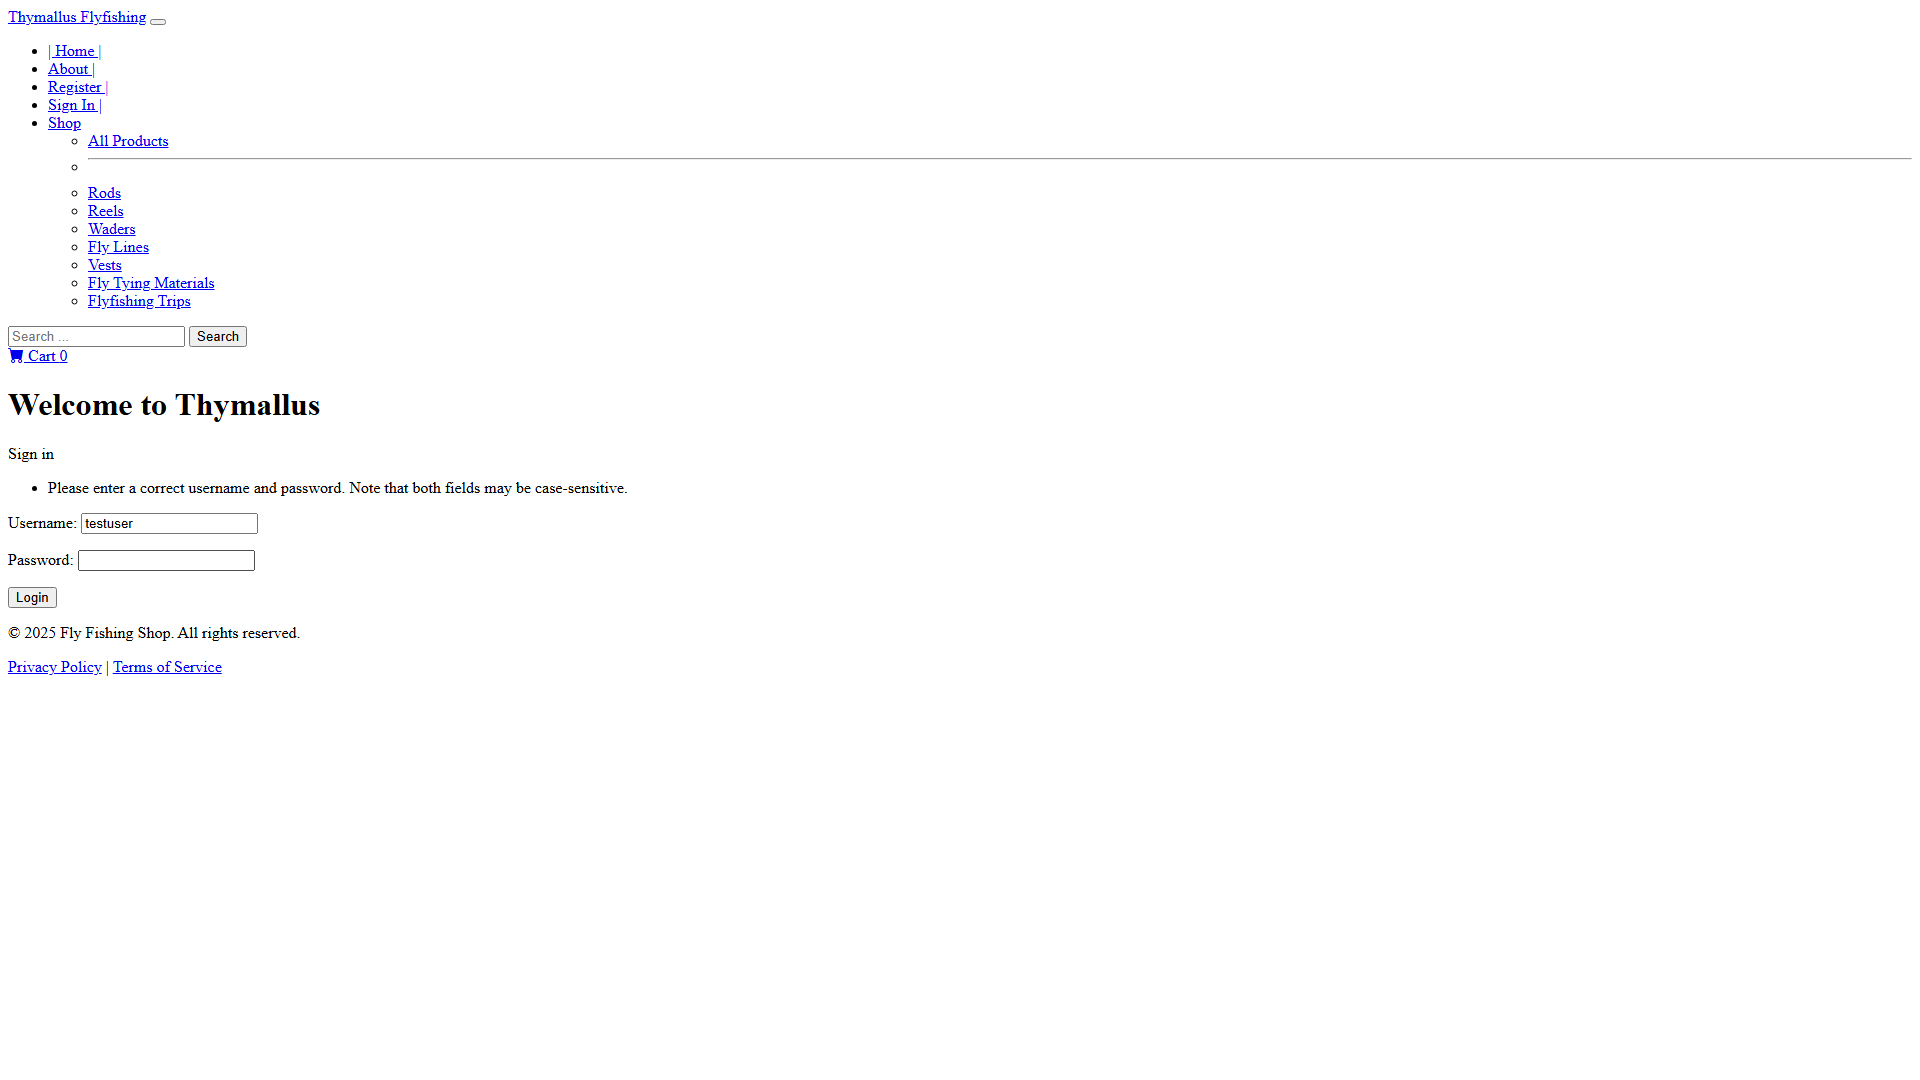 Thymallus Flyfishing
| Home |
About |
Register |
Sign In |
Shop
All Products
Rods
Reels
Waders
Fly Lines
Vests
Fly Tying Materials
Flyfishing Trips
Search ... Search
Cart 0
Welcome to Thymallus
Sign in
Please enter a correct username and password. Note that both fields may be case-sensitive.
Username: testuser
Password:
Login
© 2025 Fly Fishing Shop. All rights reserved.
Privacy Policy | Terms of Service